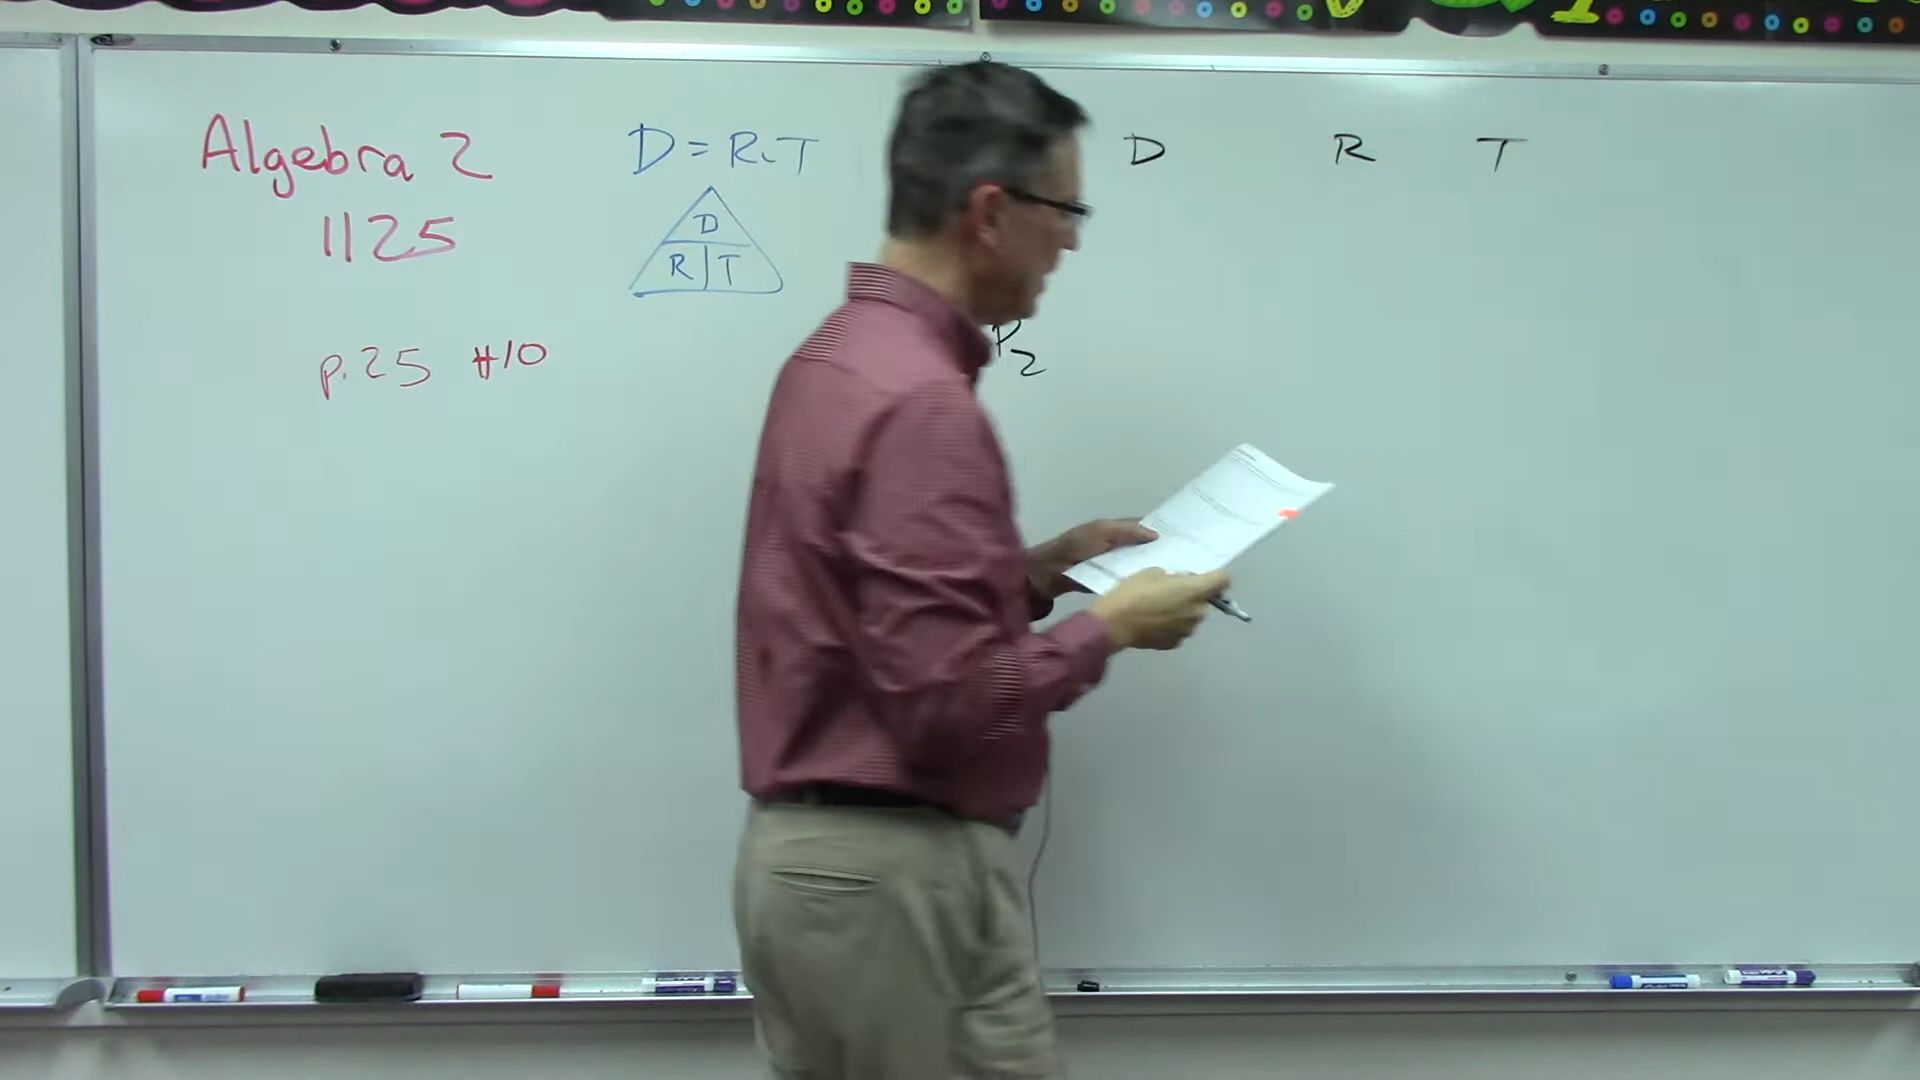 Algebra 2
1125
p. 25 #10
D = R · T
D
R T
D R T
P2